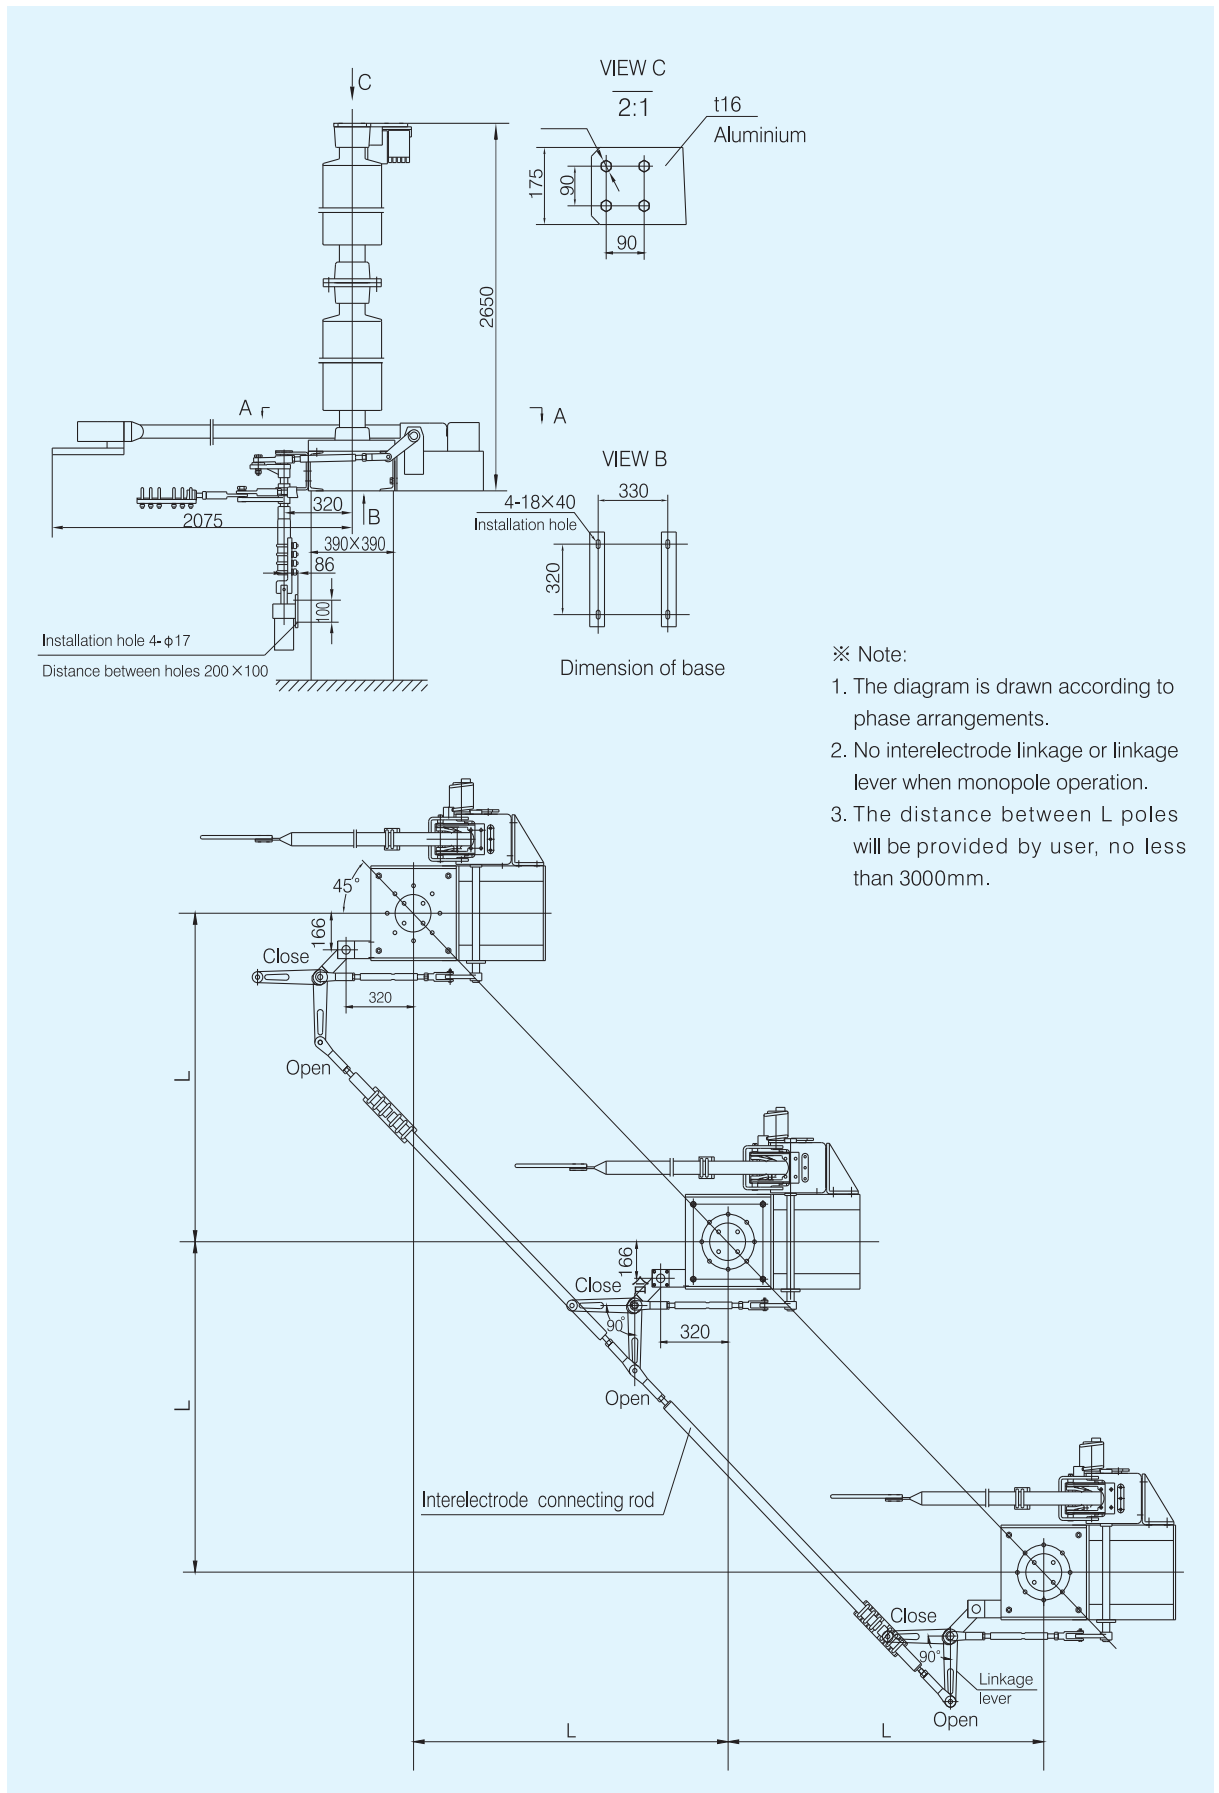 C
VIEW C
2:1
t16
Aluminium
175
90
90
2650
A
A
VIEW B
4-18×40
Installation hole
330
320
2075
320
B
390×390
86
100
Installation hole 4-φ17
Distance between holes 200×100
Dimension of base
※ Note:
1. The diagram is drawn according to
phase arrangements.
2. No interelectrode linkage or linkage
lever when monopole operation.
3. The distance between L poles
will be provided by user, no less
than 3000mm.
45°
166
Close
320
Open
L
166
Close
90°
320
Open
L
Interelectrode connecting rod
Close
90°
Linkage
lever
Open
L
L